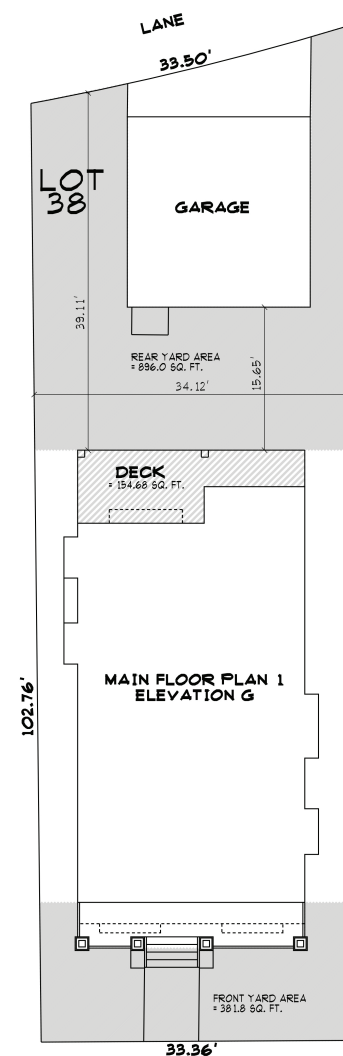 LANE
33.50'
LOT
38
GARAGE
39.11'
REAR YARD AREA
= 896.0 SQ. FT.
15.65'
34.12'
DECK
= 154.68 SQ. FT.
MAIN FLOOR PLAN 1
ELEVATION G
102.76'
FRONT YARD AREA
= 381.8 SQ. FT.
33.36'